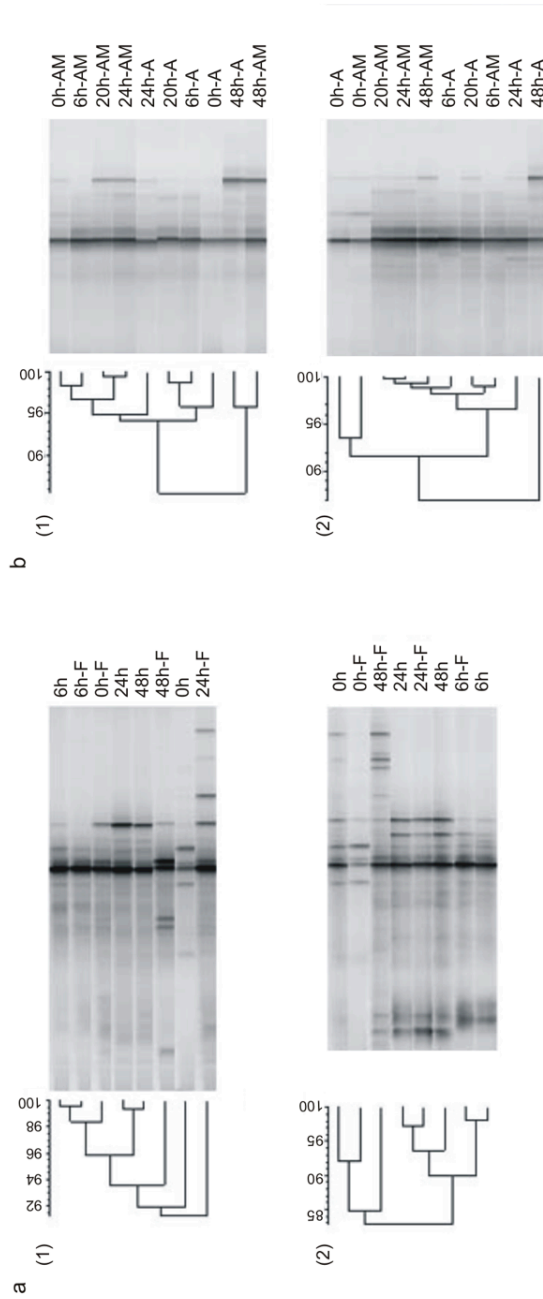 a
(1)
92
94
96
98
100
6h
6h-F
0h-F
24h
48h
48h-F
0h
24h-F
(2)
85
90
95
100
0h
0h-F
48h-F
24h
24h-F
48h
6h-F
6h
b
(1)
90
95
100
0h-AM
6h-AM
20h-AM
24h-AM
24h-A
20h-A
6h-A
0h-A
48h-A
48h-AM
(2)
90
95
100
0h-A
0h-AM
20h-AM
24h-AM
48h-AM
6h-A
20h-A
6h-AM
24h-A
48h-A